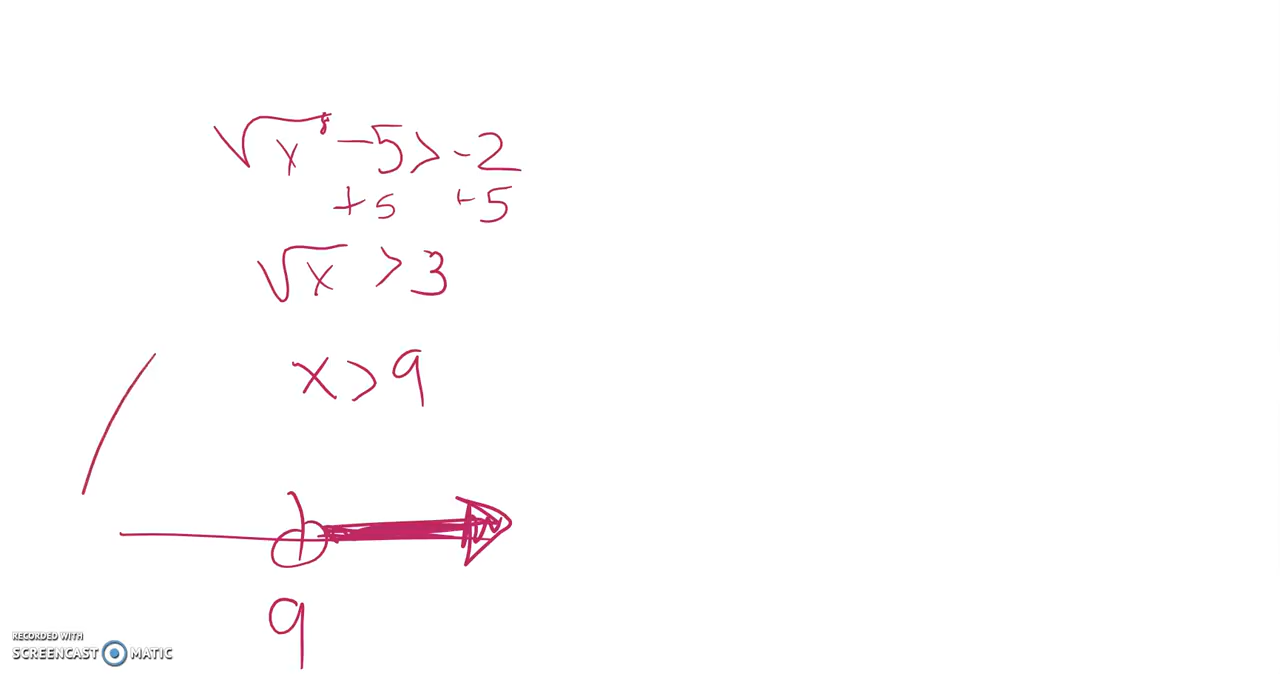 √x - 5 > -2
+5 +5
√x > 3
x > 9
9
RECORDED WITH
SCREENCAST MATIC